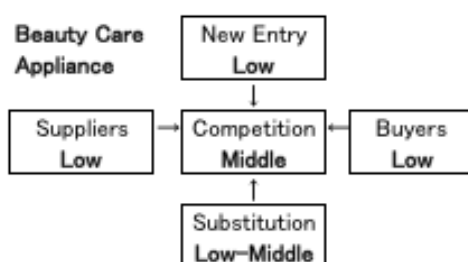 Beauty Care
Appliance
New Entry
Low
Suppliers
Low
Competition
Middle
Buyers
Low
Substitution
Low-Middle